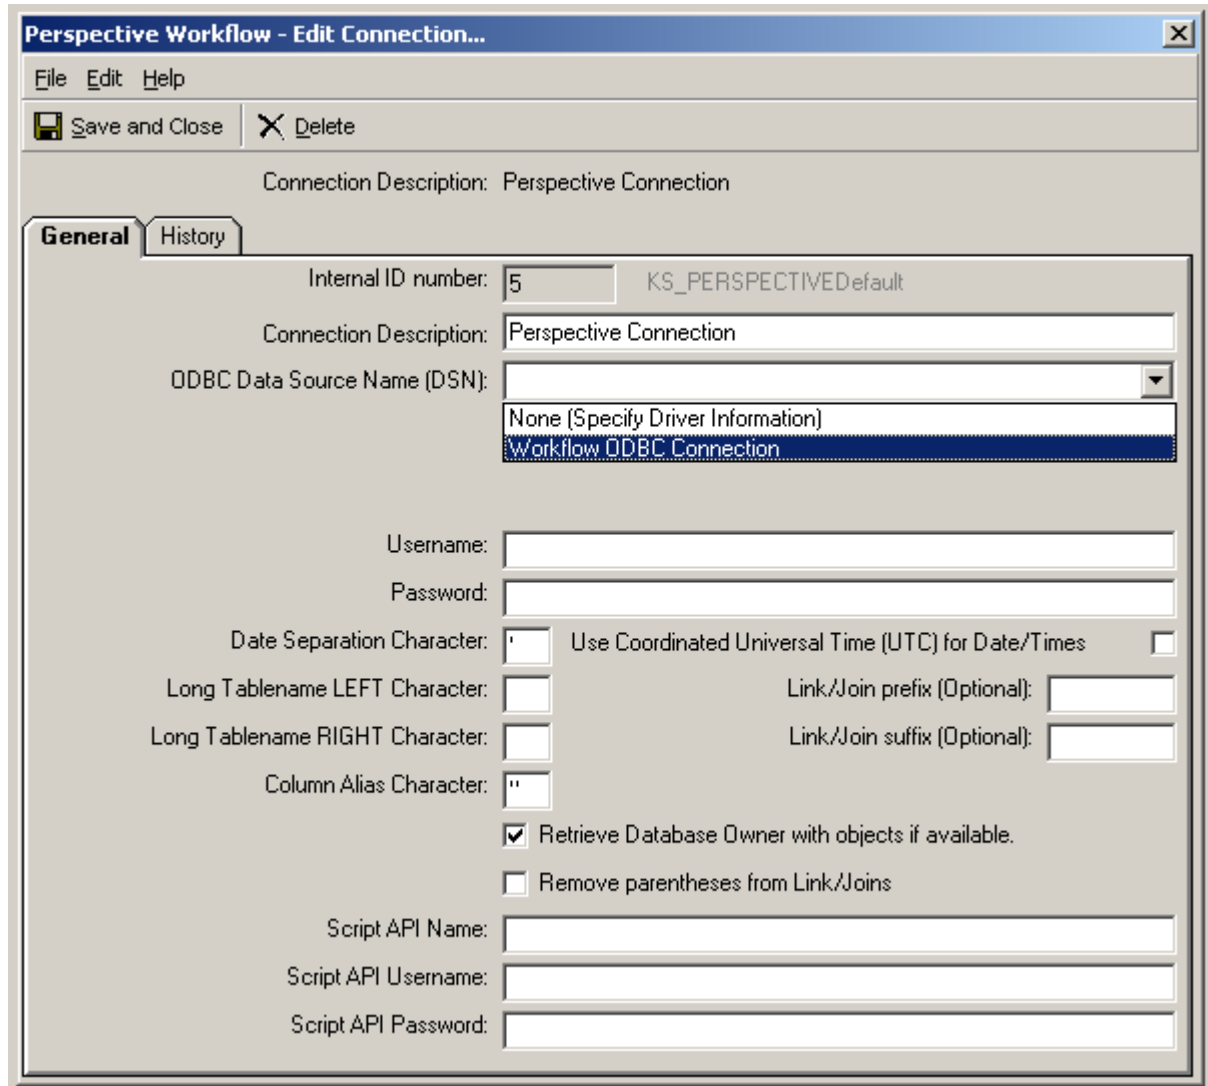 Perspective Workflow - Edit Connection...
File Edit Help
Save and Close Delete
Connection Description: Perspective Connection
General History
Internal ID number: 5 KS_PERSPECTIVEDefault
Connection Description: Perspective Connection
ODBC Data Source Name (DSN):
None (Specify Driver Information)
Workflow ODBC Connection
Username:
Password:
Date Separation Character: ' Use Coordinated Universal Time (UTC) for Date/Times
Long Tablename LEFT Character: Link/Join prefix (Optional):
Long Tablename RIGHT Character: Link/Join suffix (Optional):
Column Alias Character: "
Retrieve Database Owner with objects if available.
Remove parentheses from Link/Joins
Script API Name:
Script API Username:
Script API Password: